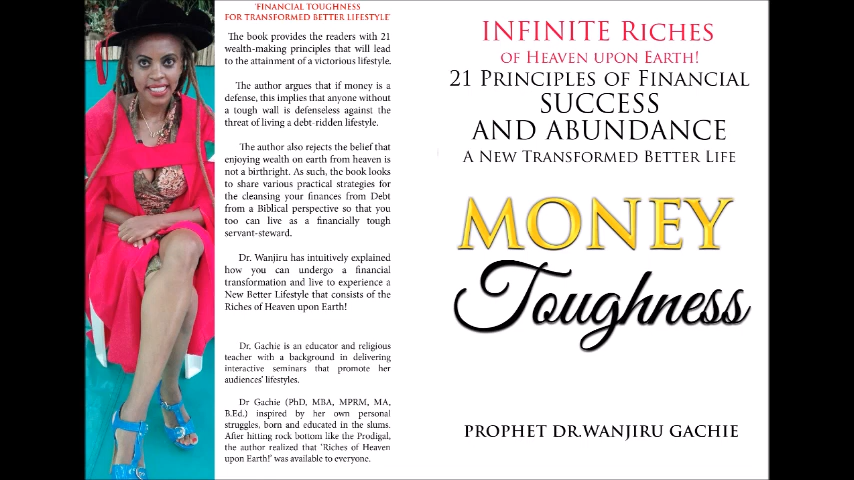 'FINANCIAL TOUGHNESS
FOR TRANSFORMED BETTER LIFESTYLE'
The book provides the readers with 21
wealth-making principles that will lead
to the attainment of a victorious lifestyle.
The author argues that if money is a
defense, this implies that anyone without
a tough wall is defenseless against the
threat of living a debt-ridden lifestyle.
The author also rejects the belief that
enjoying wealth on earth from heaven is
not a birthright. As such, the book looks
to share various practical strategies for
the cleansing your finances from Debt
from a Biblical perspective so that you
too can live as a financially tough
servant-steward.
Dr. Wanjiru has intuitively explained
how you can undergo a financial
transformation and live to experience a
New Better Lifestyle that consists of the
Riches of Heaven upon Earth!
Dr. Gachie is an educator and religious
teacher with a background in delivering
interactive seminars that promote her
audiences' lifestyles.
Dr Gachie (PhD, MBA, MPRM, MA,
B.Ed.) inspired by her own personal
struggles, born and educated in the slums.
After hitting rock bottom like the Prodigal,
the author realized that 'Riches of Heaven
upon Earth!' was available to everyone.
INFINITE RICHES
OF HEAVEN UPON EARTH!
21 PRINCIPLES OF FINANCIAL
SUCCESS
AND ABUNDANCE
A NEW TRANSFORMED BETTER LIFE
MONEY
Toughness
PROPHET DR.WANJIRU GACHIE